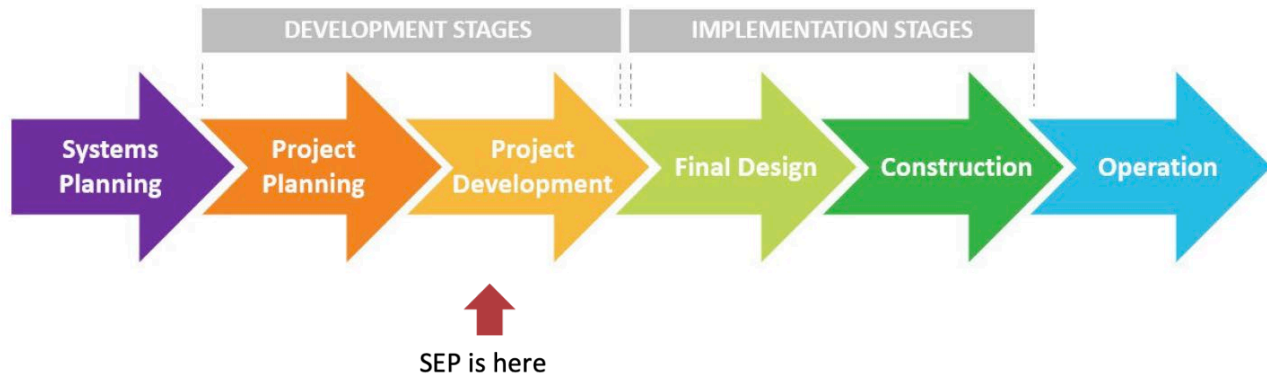 DEVELOPMENT STAGES
IMPLEMENTATION STAGES
Systems
Planning
Project
Planning
Project
Development
Final Design
Construction
Operation
SEP is here